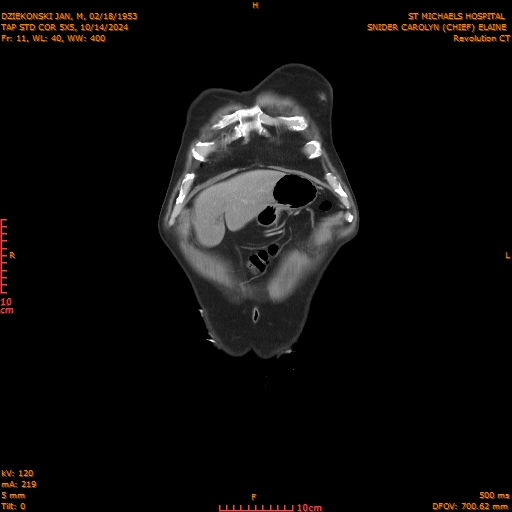 H
DZIEKONSKI JAN, M, 02/18/1953
TAP STD COR 5X5, 10/14/2024
Fr: 11, WL: 40, WW: 400
ST MICHAELS HOSPITAL
SNIDER CAROLYN (CHIEF) ELAINE
Revolution CT
R
L
10
cm
kV: 120
mA: 219
5 mm
Tilt: 0
F
10cm
500 ms
DFOV: 700.62 mm